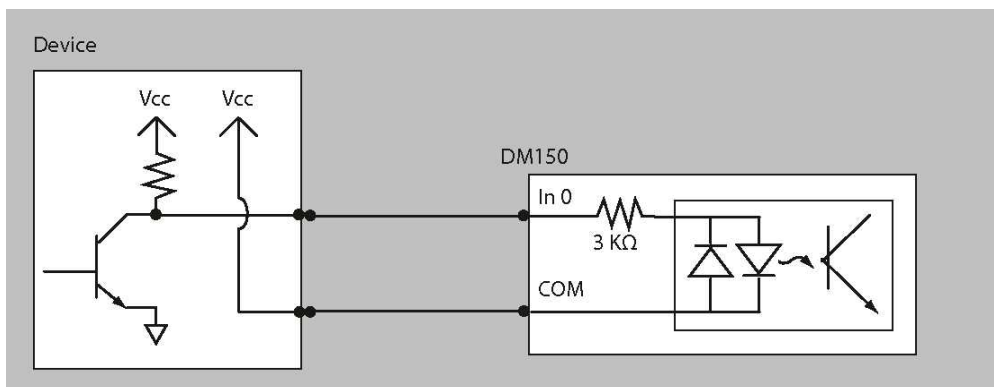 Device
Vcc
Vcc
DM150
In 0
3 KΩ
COM